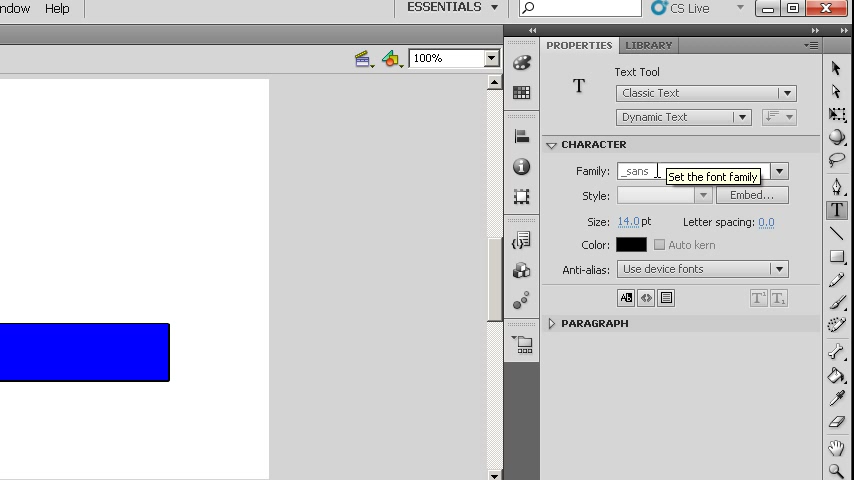 ndow Help
ESSENTIALS
CS Live
PROPERTIES LIBRARY
100%
T Text Tool
Classic Text
Dynamic Text
CHARACTER
Family: _sans
Set the font family
Style: Embed...
Size: 14.0 pt Letter spacing: 0.0
Color: Auto kern
Anti-alias: Use device fonts
PARAGRAPH